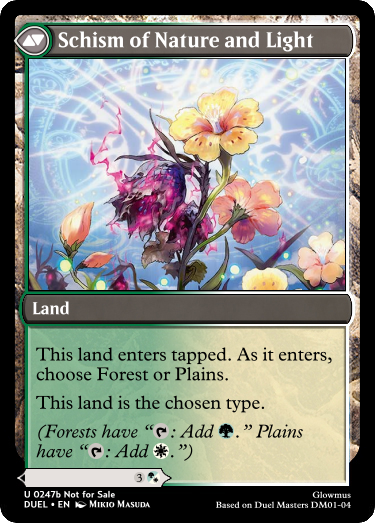 Schism of Nature and Light
Land
This land enters tapped. As it enters,
choose Forest or Plains.
This land is the chosen type.
(Forests have “: Add .” Plains
have “: Add .”)
3
U 0247b Not for Sale
Glowmus
DUEL • EN Mikio Masuda
Based on Duel Masters DM01-04